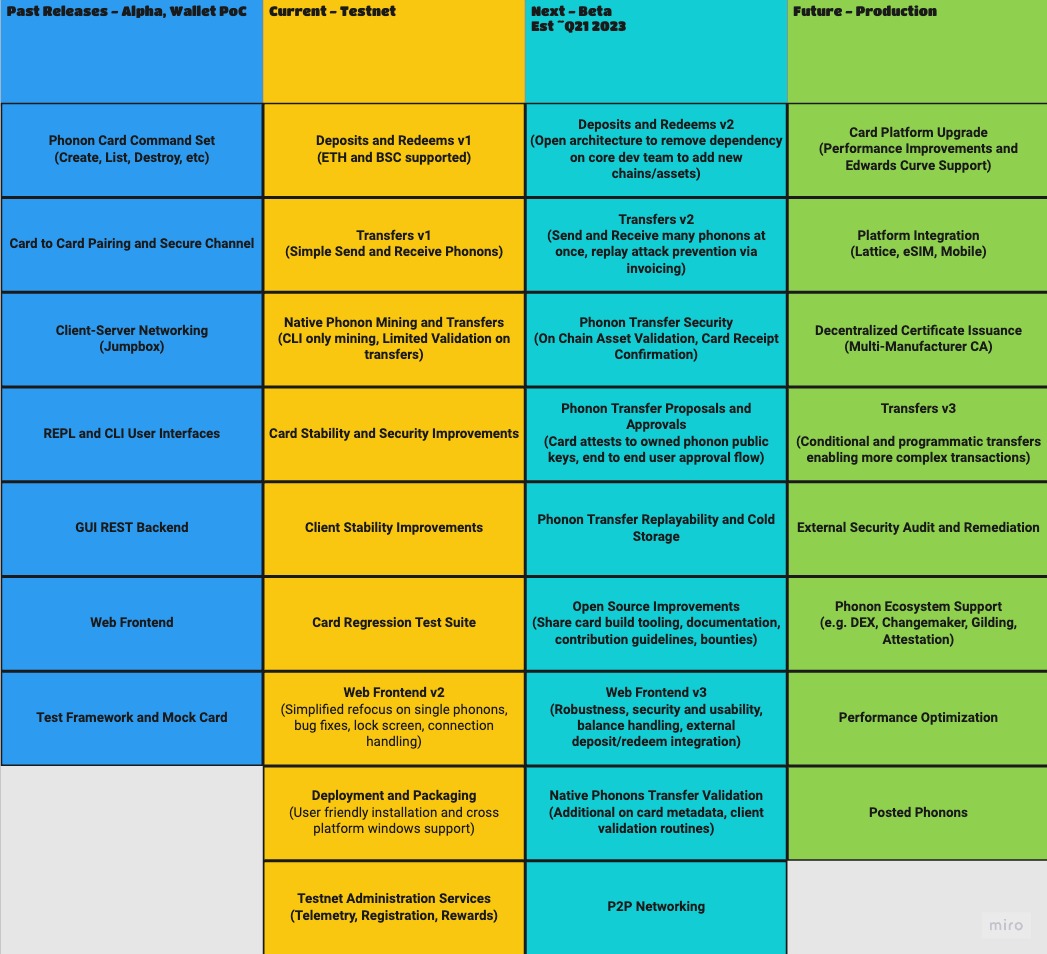 Past Releases - Alpha, Wallet PoC
Current - Testnet
Next - Beta
Est ~Q21 2023
Future - Production
Phonon Card Command Set
(Create, List, Destroy, etc)
Deposits and Redeems v1
(ETH and BSC supported)
Deposits and Redeems v2
(Open architecture to remove dependency
on core dev team to add new
chains/assets)
Card Platform Upgrade
(Performance Improvements and
Edwards Curve Support)
Card to Card Pairing and Secure Channel
Transfers v1
(Simple Send and Receive Phonons)
Transfers v2
(Send and Receive many phonons at
once, replay attack prevention via
invoicing)
Platform Integration
(Lattice, eSIM, Mobile)
Client-Server Networking
(Jumpbox)
Native Phonon Mining and Transfers
(CLI only mining, Limited Validation on
transfers)
Phonon Transfer Security
(On Chain Asset Validation, Card Receipt
Confirmation)
Decentralized Certificate Issuance
(Multi-Manufacturer CA)
REPL and CLI User Interfaces
Card Stability and Security Improvements
Phonon Transfer Proposals and
Approvals
(Card attests to owned phonon public
keys, end to end user approval flow)
Transfers v3
(Conditional and programmatic transfers
enabling more complex transactions)
GUI REST Backend
Client Stability Improvements
Phonon Transfer Replayability and Cold
Storage
External Security Audit and Remediation
Web Frontend
Card Regression Test Suite
Open Source Improvements
(Share card build tooling, documentation,
contribution guidelines, bounties)
Phonon Ecosystem Support
(e.g. DEX, Changemaker, Gilding,
Attestation)
Test Framework and Mock Card
Web Frontend v2
(Simplified refocus on single phonons,
bug fixes, lock screen, connection
handling)
Web Frontend v3
(Robustness, security and usability,
balance handling, external
deposit/redeem integration)
Performance Optimization
Deployment and Packaging
(User friendly installation and cross
platform windows support)
Native Phonons Transfer Validation
(Additional on card metadata, client
validation routines)
Posted Phonons
Testnet Administration Services
(Telemetry, Registration, Rewards)
P2P Networking
miro